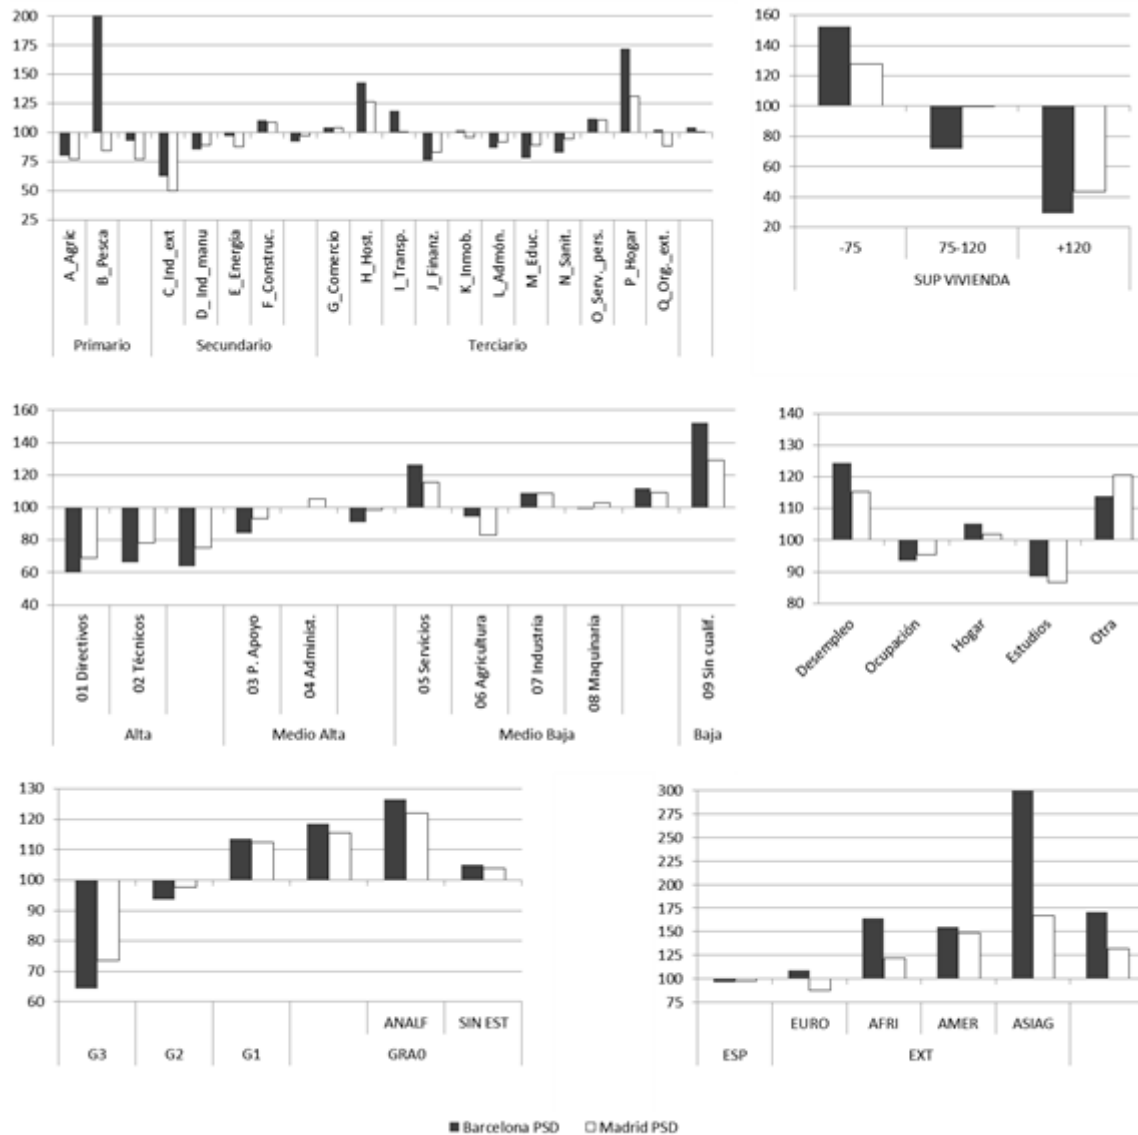 200
175
150
125
100
75
50
25
A_Agric
B_Pesca
C_Ind_ext
D_ Ind_manu
E_Energia
F_Construc.
G_Comercio
H_Host.
I_Transp.
J_Finanz.
K_Inmob.
L_Admón.
M_Educ.
N_Sanit.
O_Serv._pers.
P_Hogar
Q_Org._ext.
Primario Secundario Terciario
160
140
120
100
80
60
40
20
-75 75-120 +120
SUP VIVIENDA
160
140
120
100
80
60
40
01 Directivos
02 Técnicos
03 P. Apoyo
04 Administ.
05 Servicios
06 Agricultura
07 Industria
08 Maquinaria
09 Sin cualif.
Alta Medio Alta Medio Baja Baja
140
130
120
110
100
90
80
Desempleo
Ocupación
Hogar
Estudios
Otra
130
120
110
100
90
80
70
60
ANALF SIN EST
G3 G2 G1 GRA0
300
275
250
225
200
175
150
125
100
75
EURO AFRI AMER ASIAG
ESP EXT
Barcelona PSD Madrid PSD